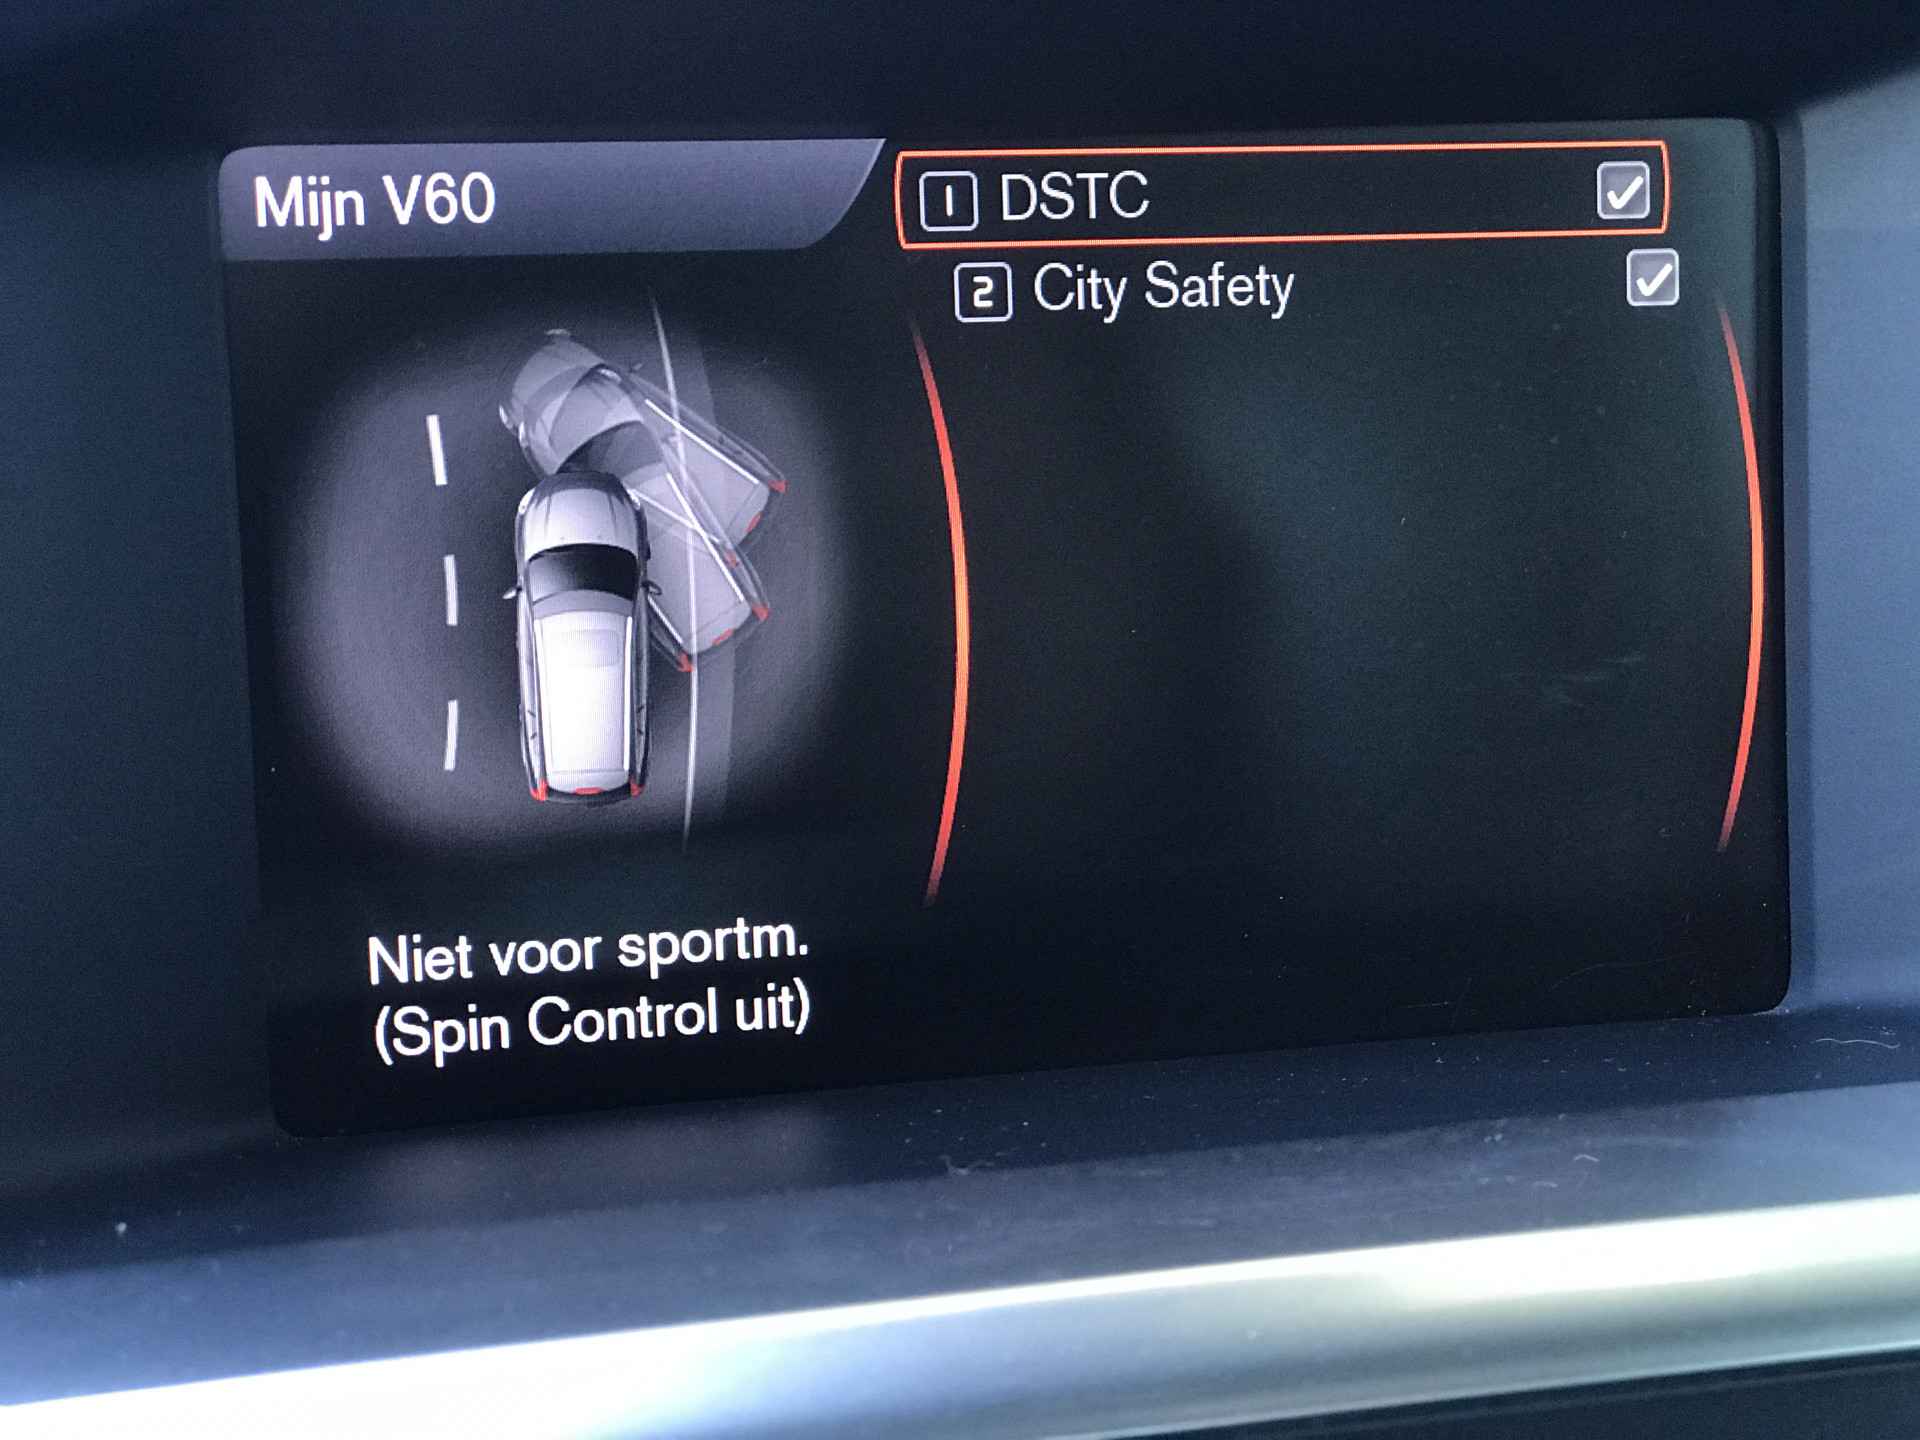 Mijn V60
1 DSTC
2 City Safety
Niet voor sportm.
(Spin Control uit)